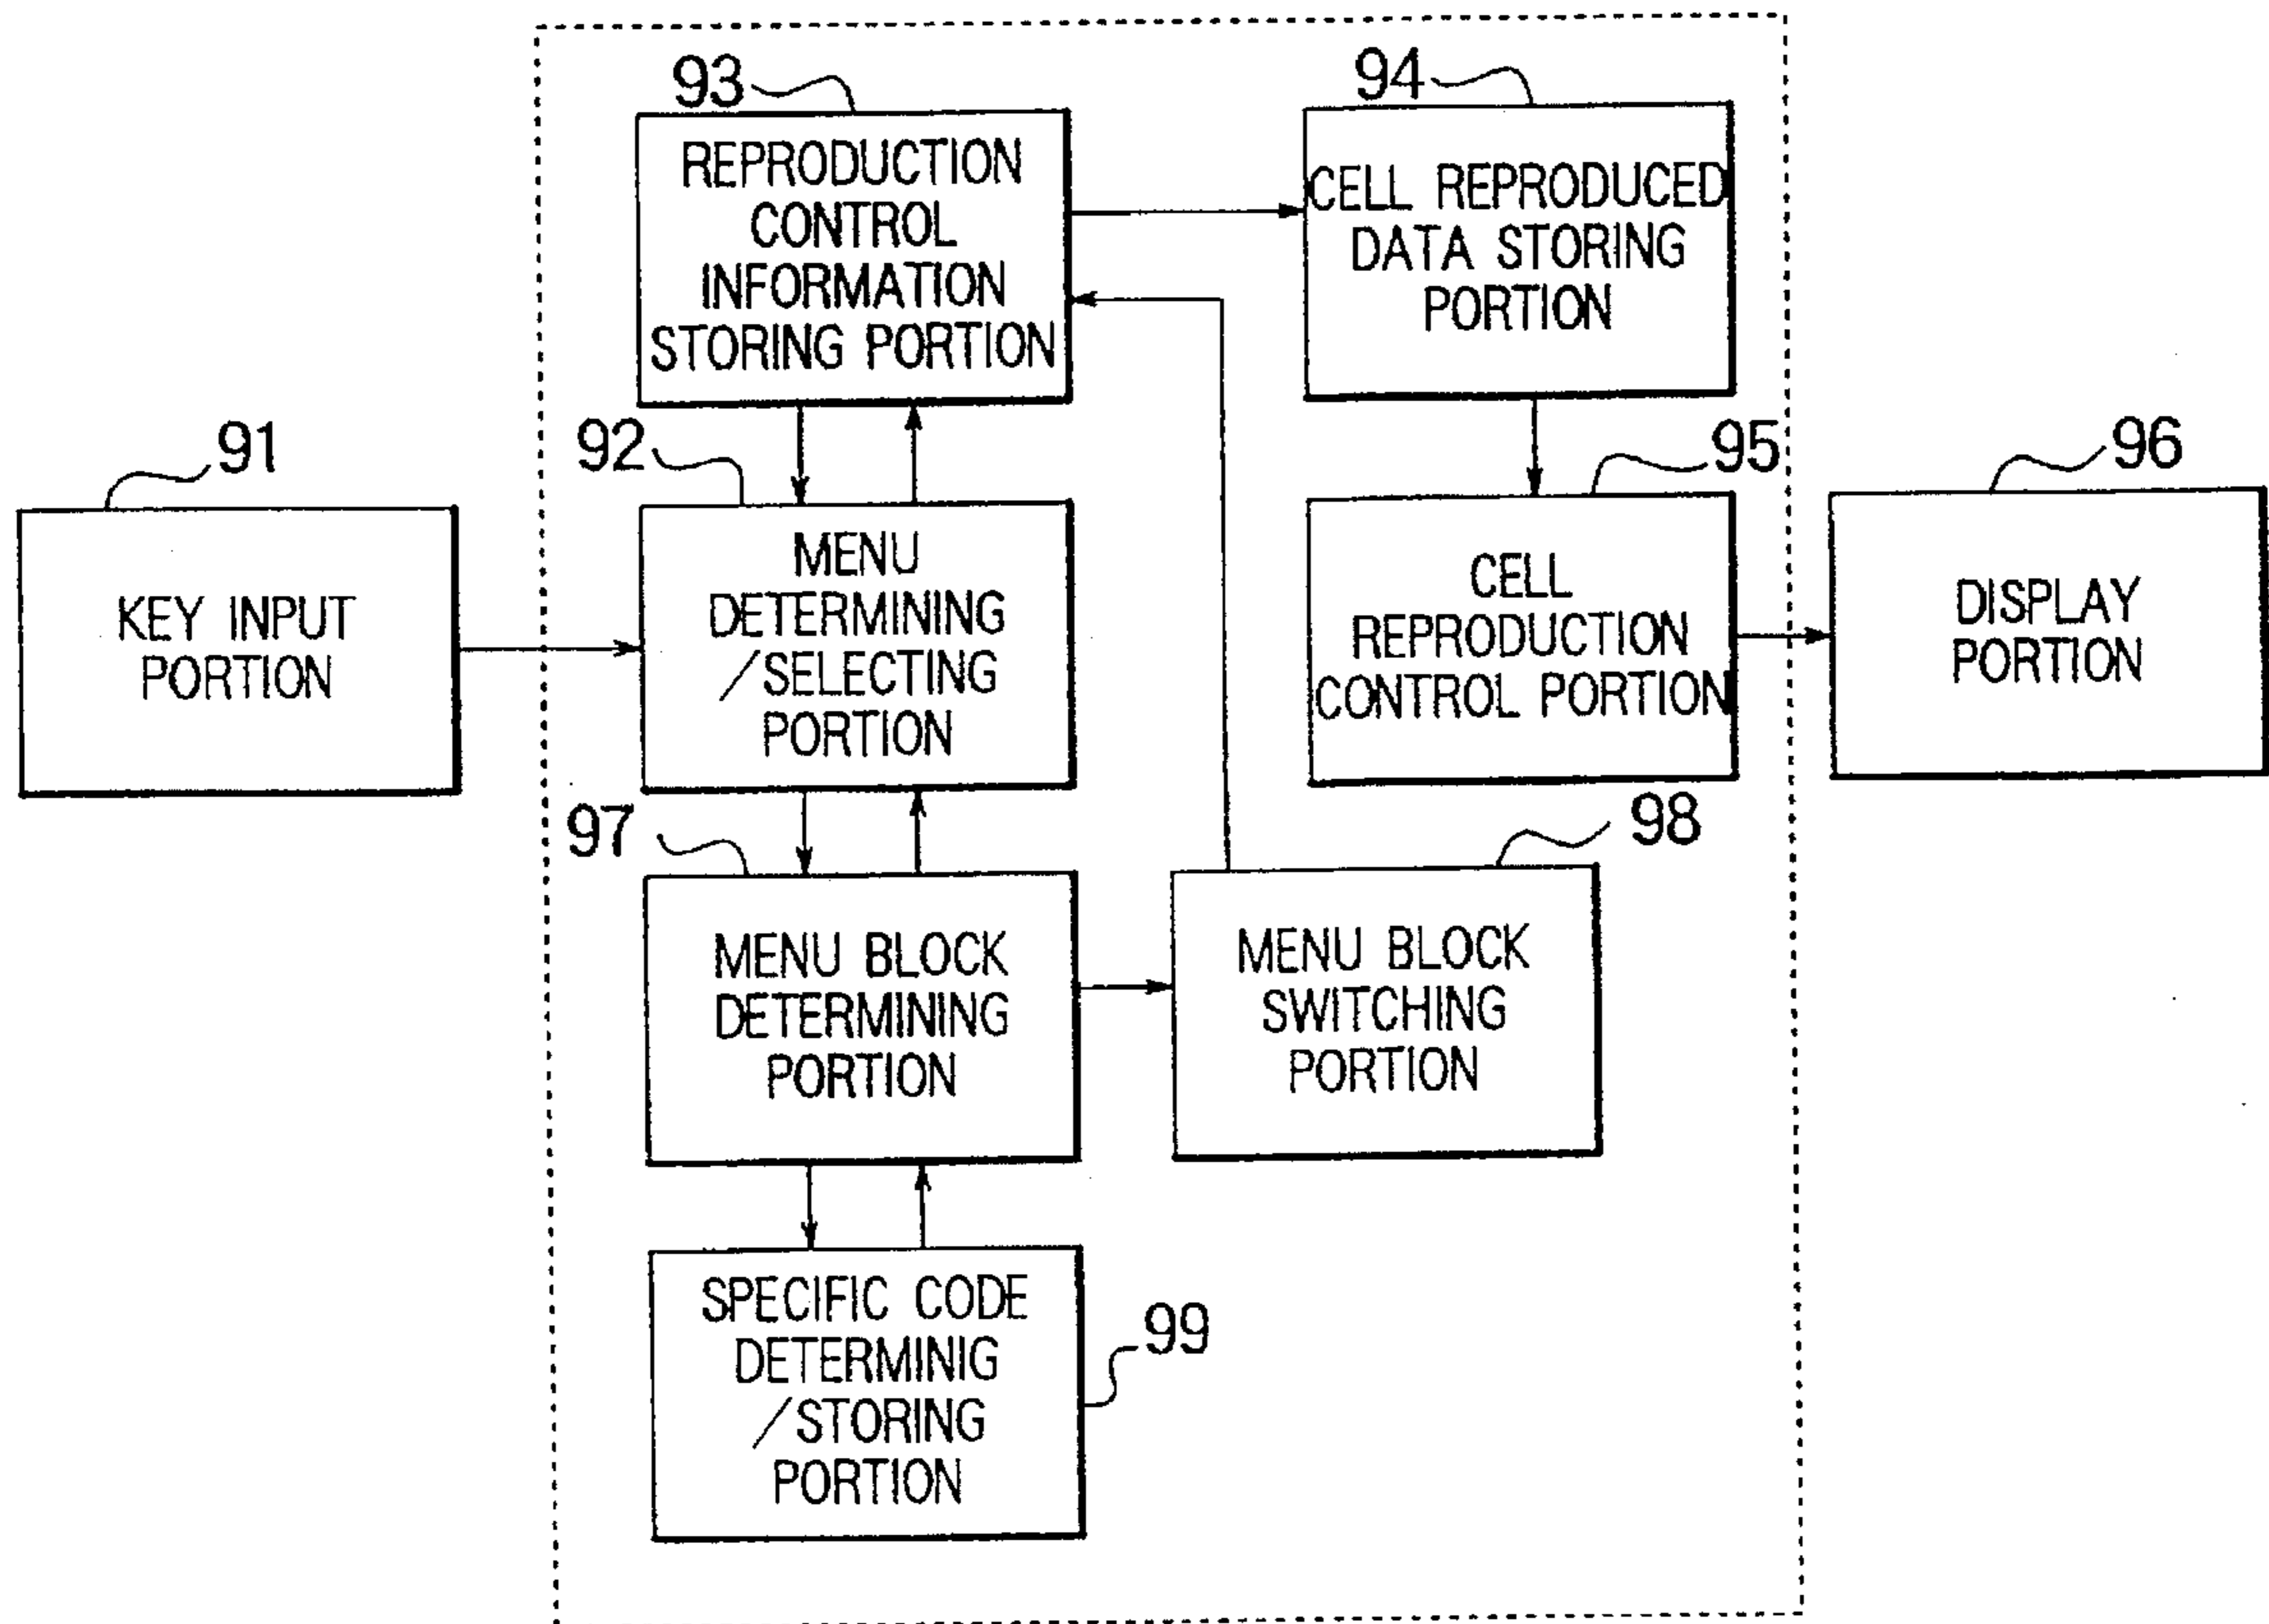 93
REPRODUCTION
CONTROL
INFORMATION
STORING PORTION
94
CELL REPRODUCED
DATA STORING
PORTION
91
KEY INPUT
PORTION
92
MENU
DETERMINING
/SELECTING
PORTION
95
CELL
REPRODUCTION
CONTROL PORTION
96
DISPLAY
PORTION
97
MENU BLOCK
DETERMINING
PORTION
98
MENU BLOCK
SWITCHING
PORTION
SPECIFIC CODE
DETERMINIG
/STORING
PORTION
99